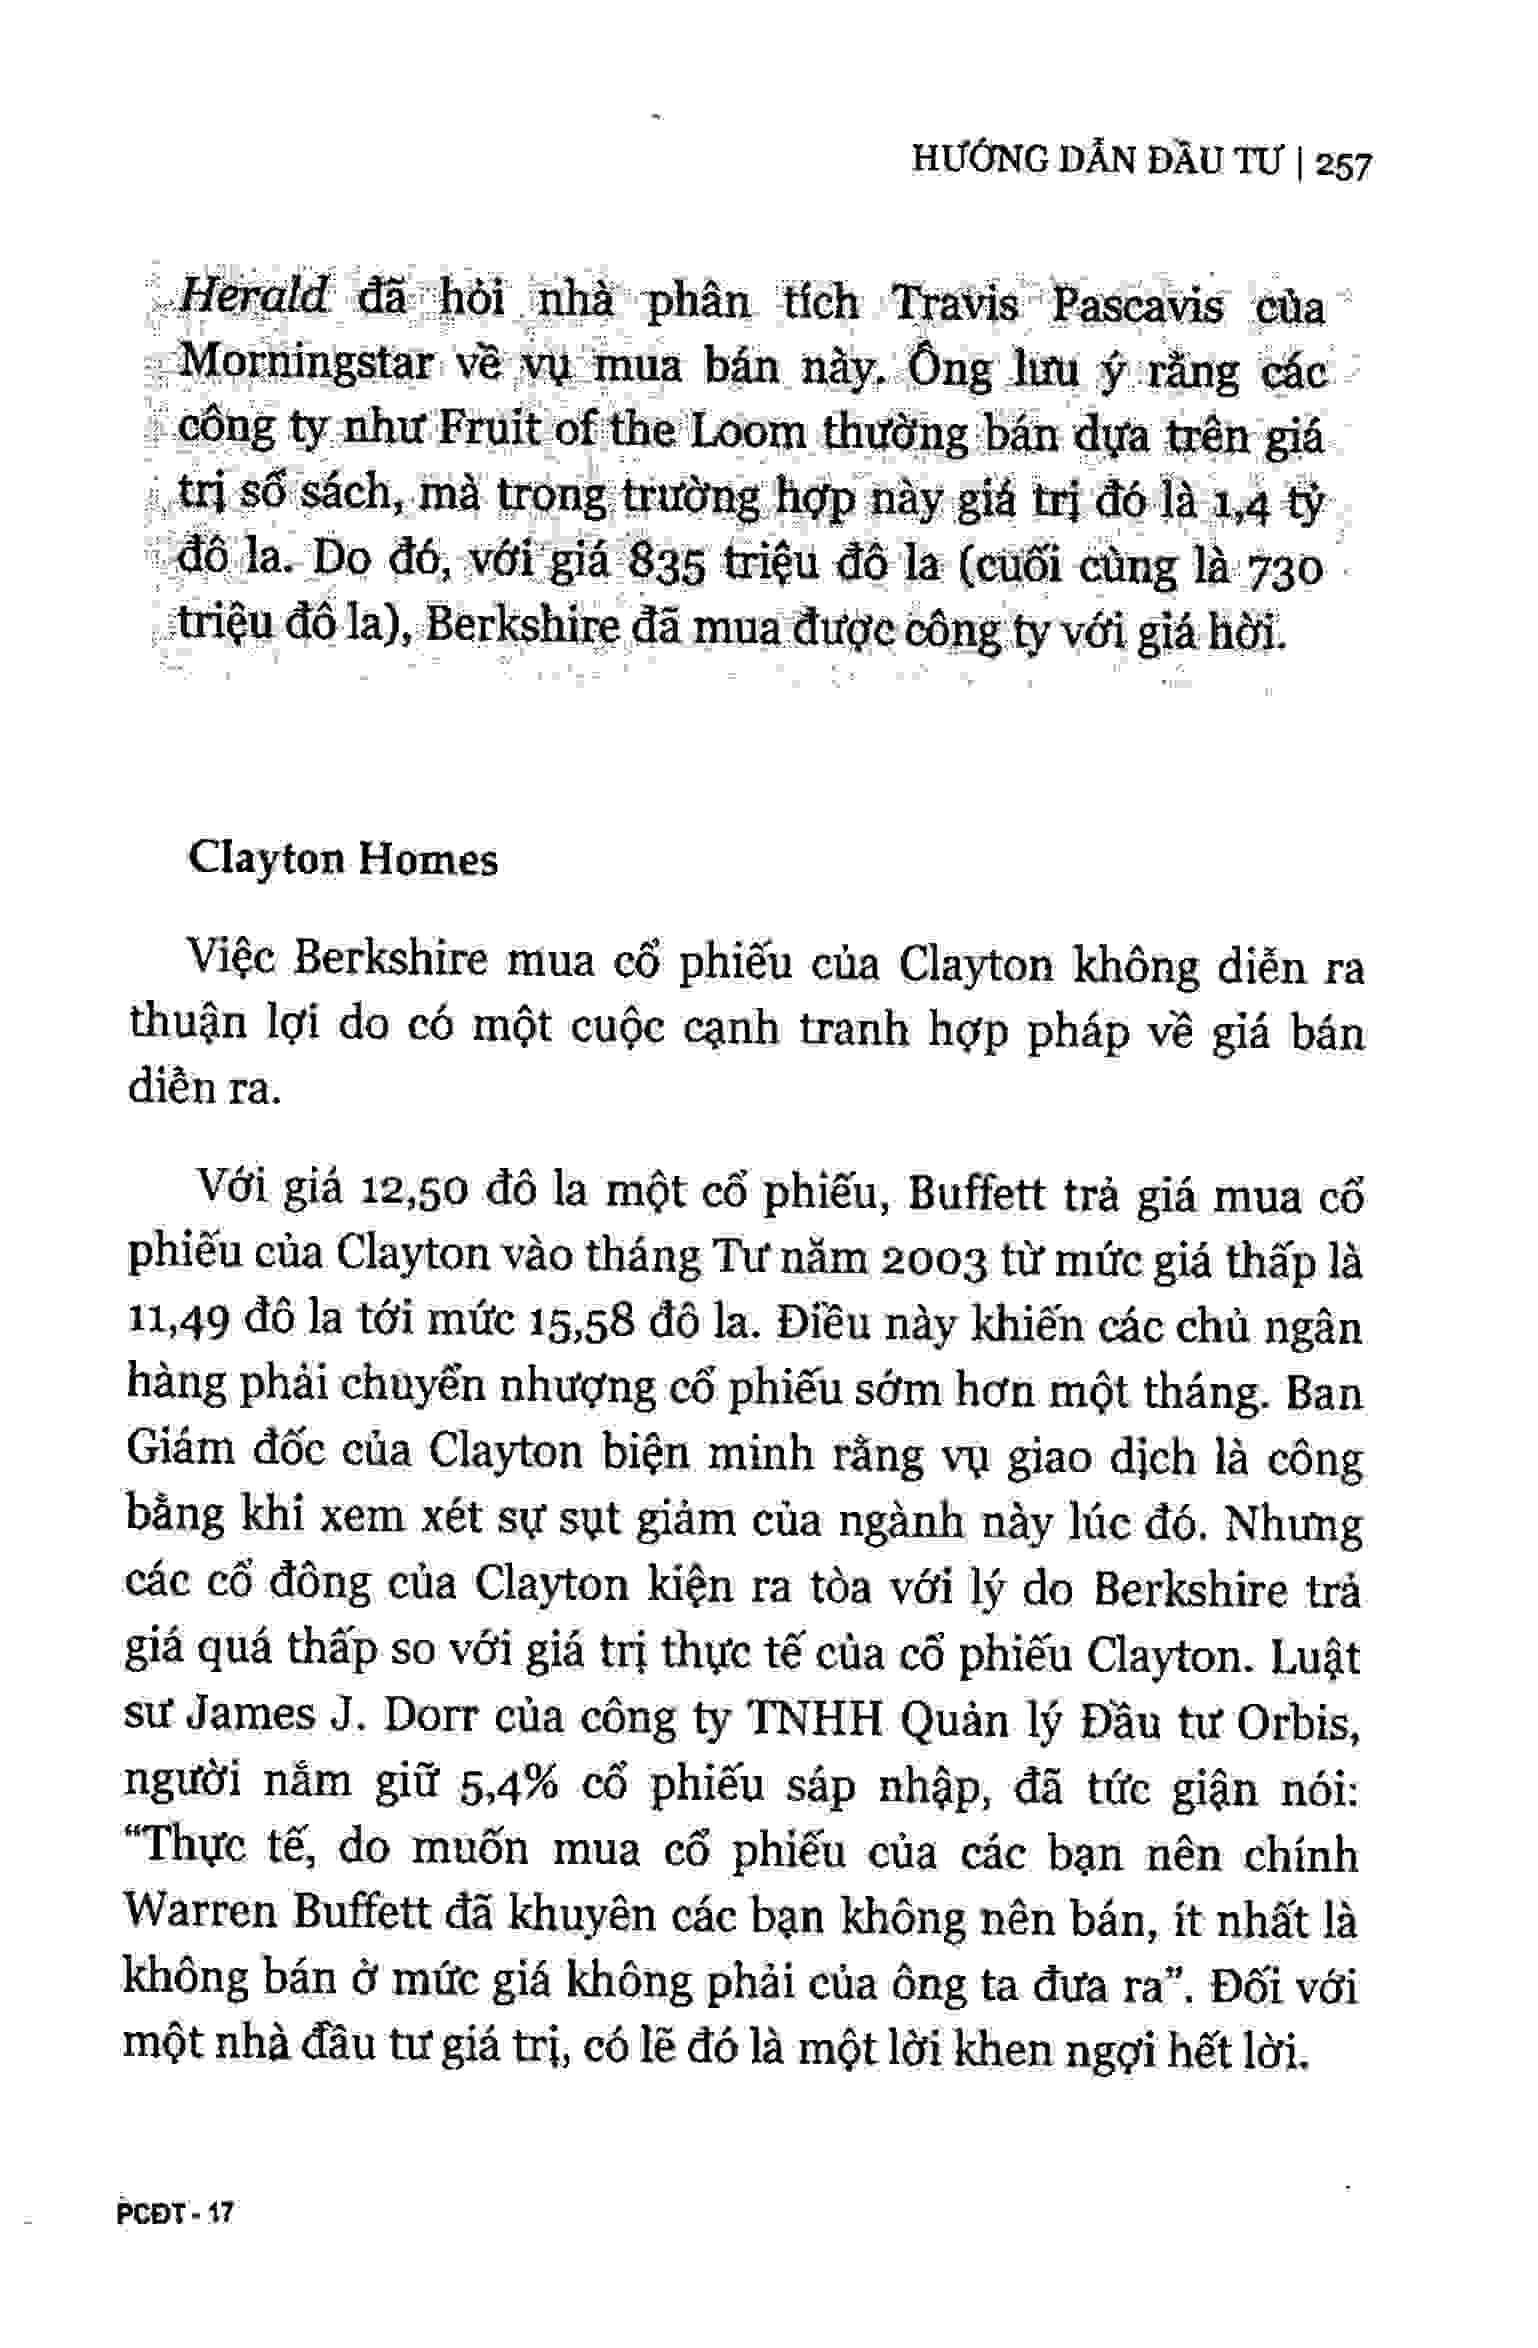 HƯỚNG DẪN ĐẦU TƯ | 257
Herald đã hỏi nhà phân tích Travis Pascavis của
Morningstar về vụ mua bán này. Ông lưu ý rằng các
công ty như Fruit of the Loom thường bán dựa trên giá
trị sổ sách, mà trong trường hợp này giá trị đó là 1,4 tỷ
đô la. Do đó, với giá 835 triệu đô la (cuối cùng là 730
triệu đô la), Berkshire đã mua được công ty với giá hời.
Clayton Homes
Việc Berkshire mua cổ phiếu của Clayton không diễn ra
thuận lợi do có một cuộc cạnh tranh hợp pháp về giá bán
diễn ra.
Với giá 12,50 đô la một cổ phiếu, Buffett trả giá mua cổ
phiếu của Clayton vào tháng Tư năm 2003 từ mức giá thấp là
11,49 đô la tới mức 15,58 đô la. Điều này khiến các chủ ngân
hàng phải chuyển nhượng cổ phiếu sớm hơn một tháng. Ban
Giám đốc của Clayton biện minh rằng vụ giao dịch là công
bằng khi xem xét sự sụt giảm của ngành này lúc đó. Nhưng
các cổ đông của Clayton kiện ra tòa với lý do Berkshire trả
giá quá thấp so với giá trị thực tế của cổ phiếu Clayton. Luật
sư James J. Dorr của công ty TNHH Quản lý Đầu tư Orbis,
người nắm giữ 5,4% cổ phiếu sáp nhập, đã tức giận nói:
“Thực tế, do muốn mua cổ phiếu của các bạn nên chính
Warren Buffett đã khuyên các bạn không nên bán, ít nhất là
không bán ở mức giá không phải của ông ta đưa ra”. Đối với
một nhà đầu tư giá trị, có lẽ đó là một lời khen ngợi hết lời.
PCĐT - 17